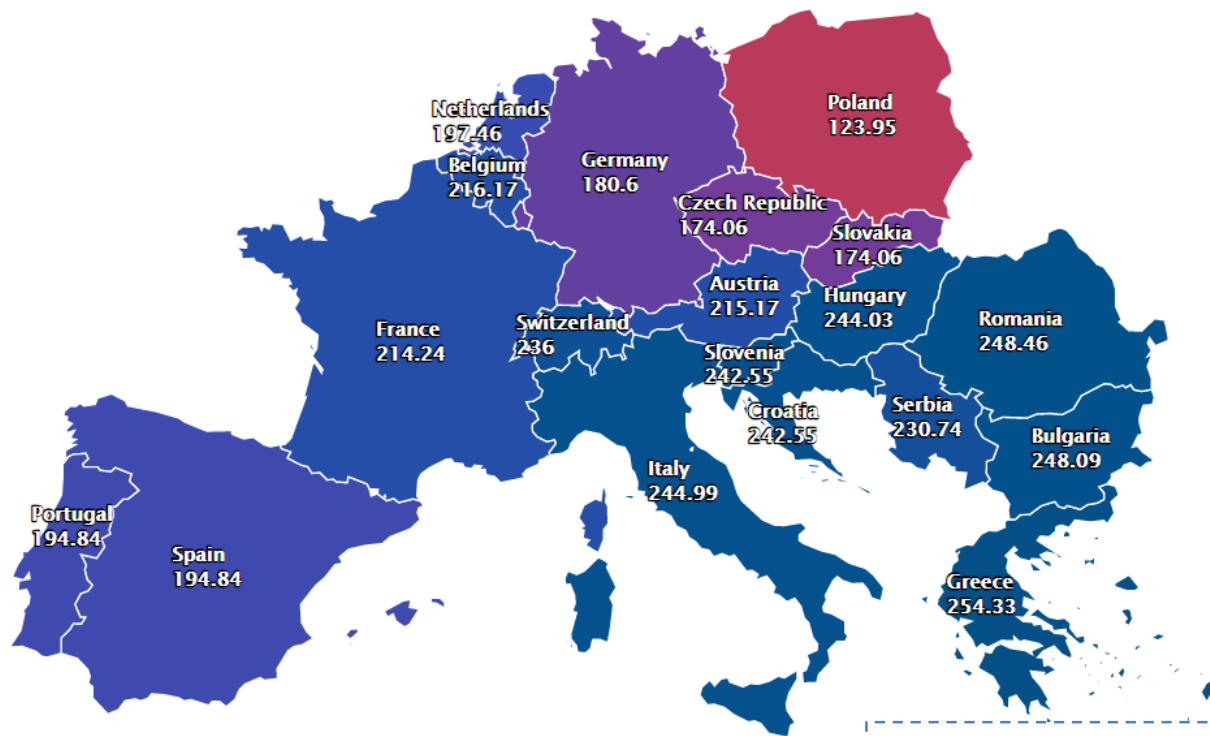 Poland
123.95
Netherlands
197.46
Germany
180.6
Belgium
216.17
Czech Republic
174.06
Slovakia
174.06
Austria
215.17
Hungary
244.03
Switzerland
236
France
214.24
Romania
248.46
Slovenia
242.55
Croatia
242.55
Serbia
230.74
Bulgaria
248.09
Italy
244.99
Portugal
194.84
Spain
194.84
Greece
254.33